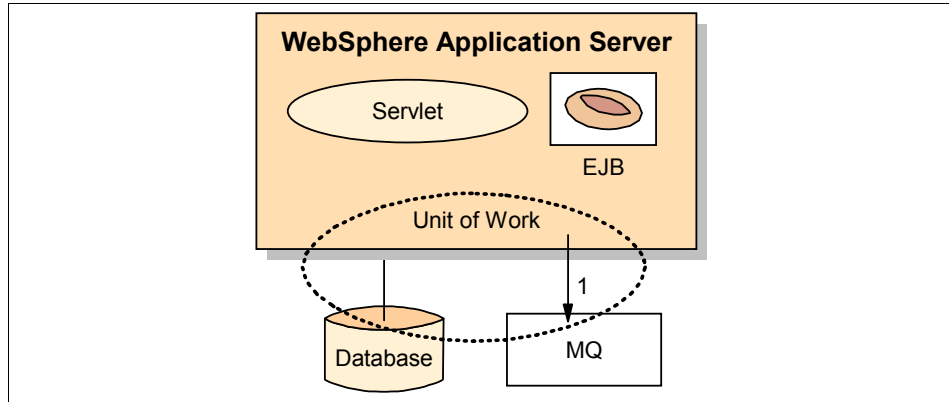 WebSphere Application Server
Servlet
EJB
Unit of Work
1
Database
MQ